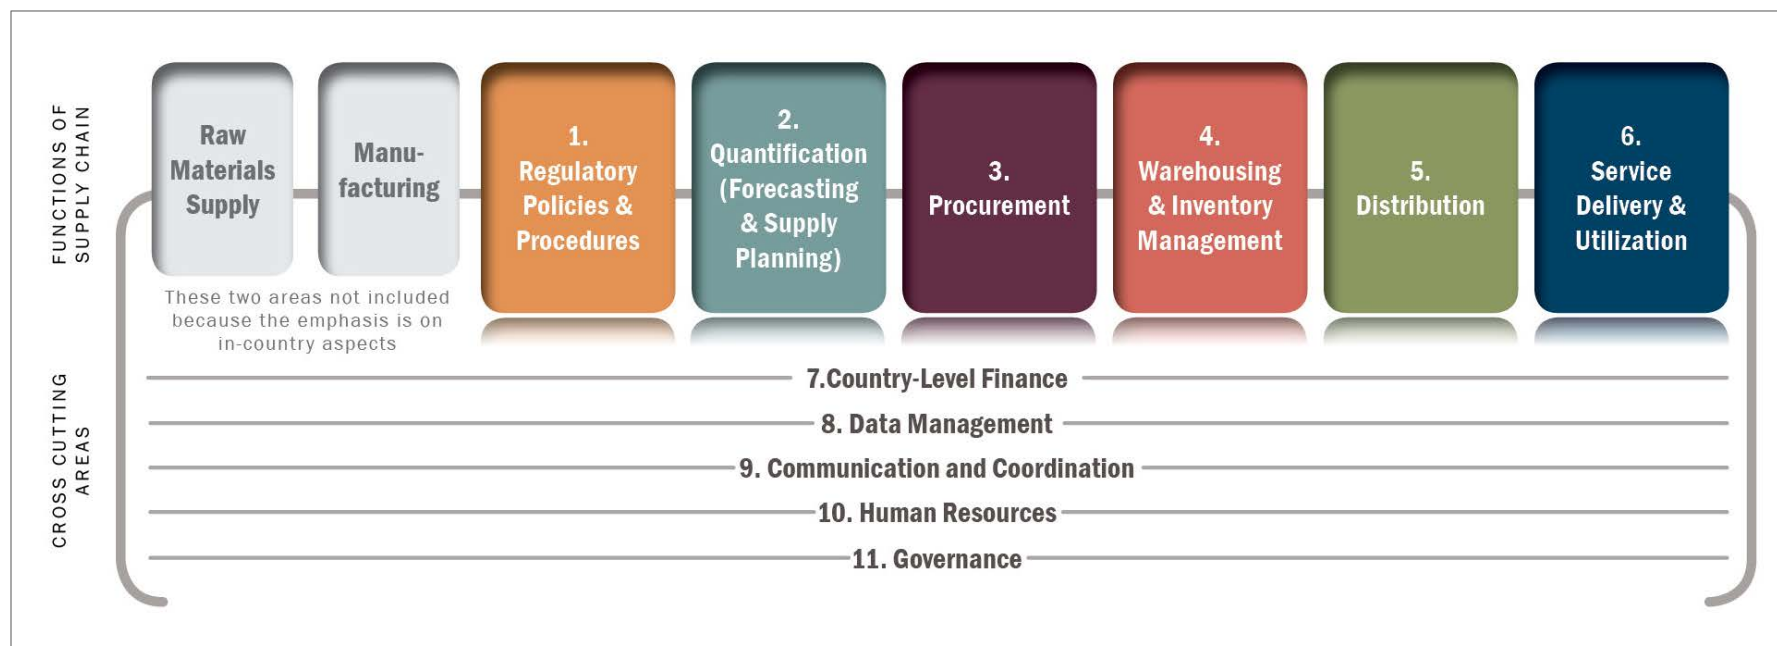 FUNCTIONS OF
SUPPLY CHAIN
Raw
Materials
Supply
Manu-
facturing
These two areas not included
because the emphasis is on
in-country aspects
1.
Regulatory
Policies &
Procedures
2.
Quantification
(Forecasting
& Supply
Planning)
3.
Procurement
4.
Warehousing
& Inventory
Management
5.
Distribution
6.
Service
Delivery &
Utilization
CROSS CUTTING
AREAS
7.Country-Level Finance
8. Data Management
9. Communication and Coordination
10. Human Resources
11. Governance